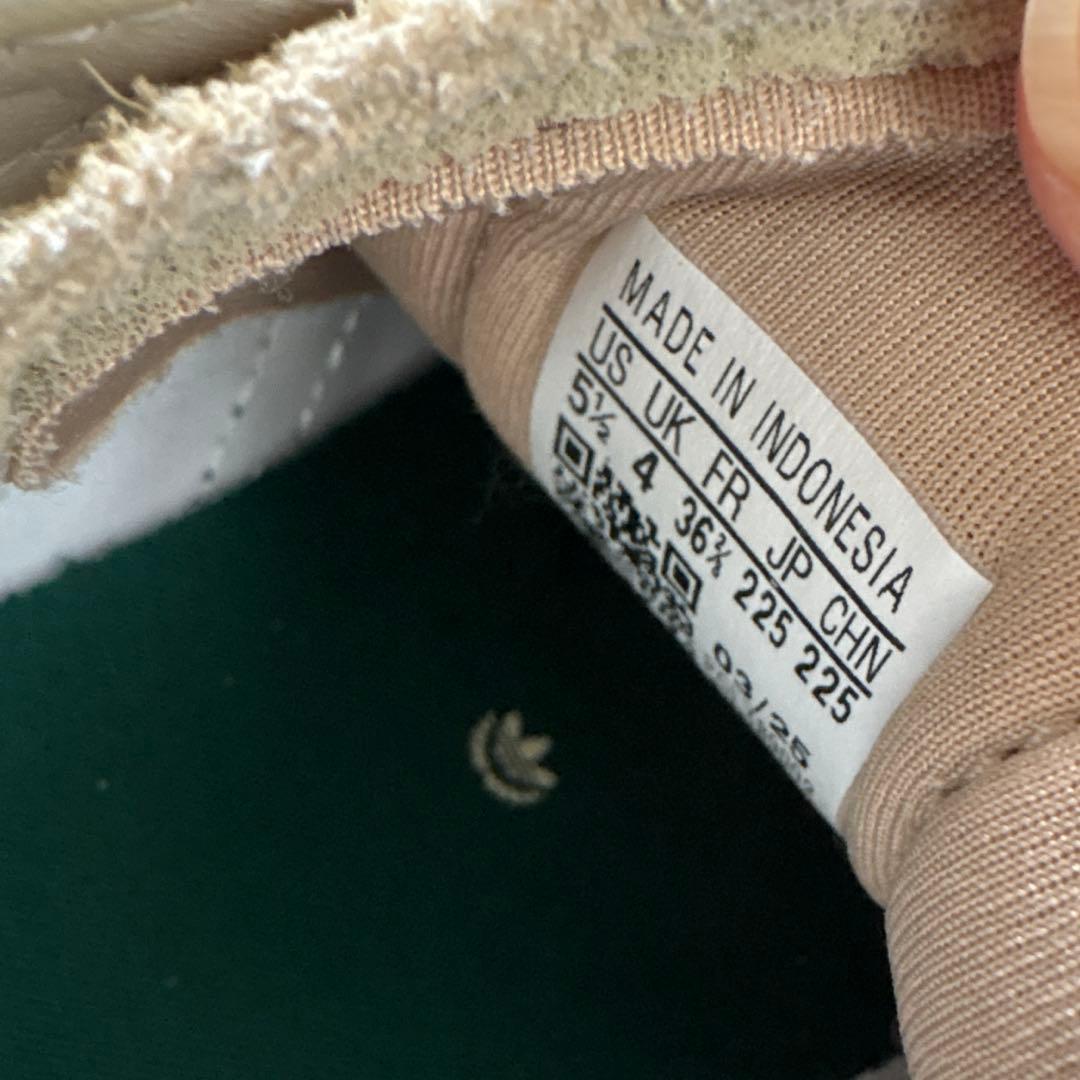 MADE IN INDONESIA
US UK FR JP CHN
5½ 4 36⅔ 225 225
03/25